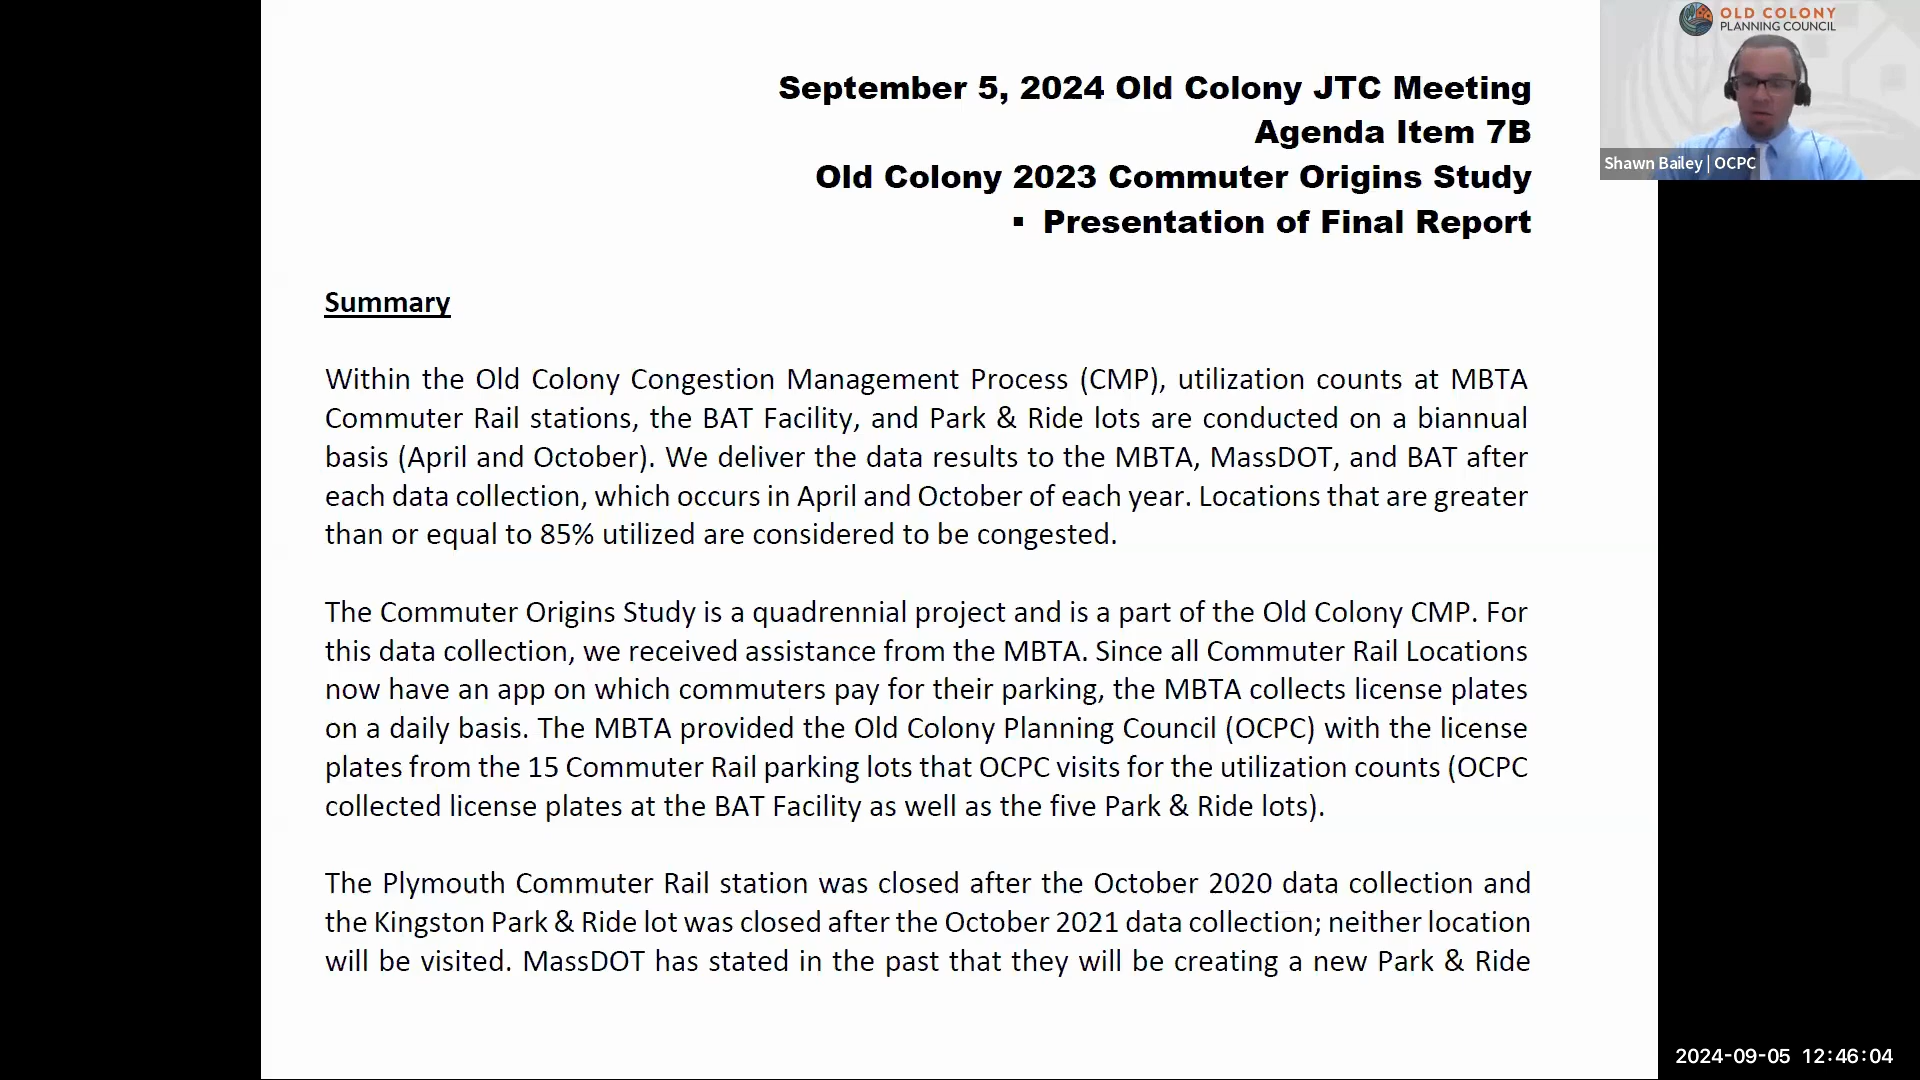 OLD COLONY
PLANNING COUNCIL
September 5, 2024 Old Colony JTC Meeting
Agenda Item 7B
Old Colony 2023 Commuter Origins Study
▪ Presentation of Final Report
Shawn Bailey | OCPC
Summary
Within the Old Colony Congestion Management Process (CMP), utilization counts at MBTA
Commuter Rail stations, the BAT Facility, and Park & Ride lots are conducted on a biannual
basis (April and October). We deliver the data results to the MBTA, MassDOT, and BAT after
each data collection, which occurs in April and October of each year. Locations that are greater
than or equal to 85% utilized are considered to be congested.
The Commuter Origins Study is a quadrennial project and is a part of the Old Colony CMP. For
this data collection, we received assistance from the MBTA. Since all Commuter Rail Locations
now have an app on which commuters pay for their parking, the MBTA collects license plates
on a daily basis. The MBTA provided the Old Colony Planning Council (OCPC) with the license
plates from the 15 Commuter Rail parking lots that OCPC visits for the utilization counts (OCPC
collected license plates at the BAT Facility as well as the five Park & Ride lots).
The Plymouth Commuter Rail station was closed after the October 2020 data collection and
the Kingston Park & Ride lot was closed after the October 2021 data collection; neither location
will be visited. MassDOT has stated in the past that they will be creating a new Park & Ride
2024-09-05 12:46:04